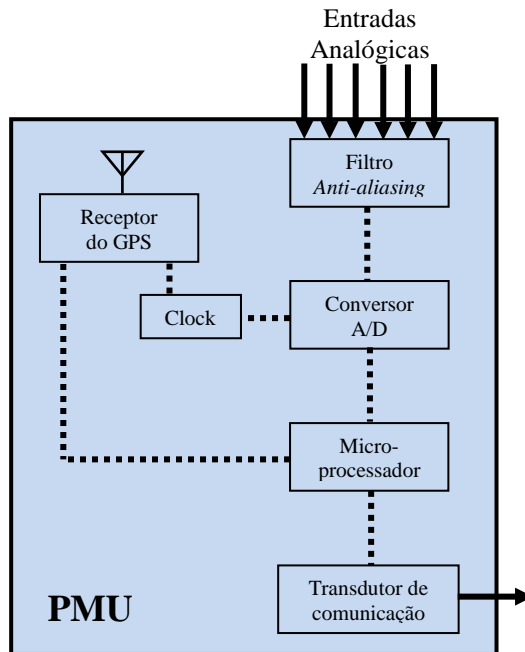 Entradas
Analógicas
Filtro
Anti-aliasing
Receptor
do GPS
Clock
Conversor
A/D
Micro-
processador
PMU
Transdutor de
comunicação